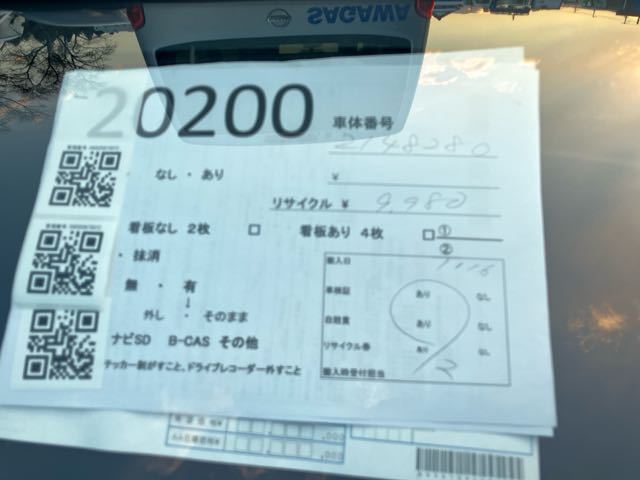 SAGAWA
20200
車体番号
2148280
なし ・ あり
¥
リサイクル ¥ 9,980
看板なし 2枚 □ 看板あり 4枚 □ ①
②
・ 抹消
無 ・ 有
↓
外し ・ そのまま
ナビSD B-CAS その他
テッカー剥がすこと、ドライブレコーダー外すこと
搬入日
車検証 あり なし
自賠責 あり なし
リサイクル券 あり なし
搬入時受付担当
,000
,000